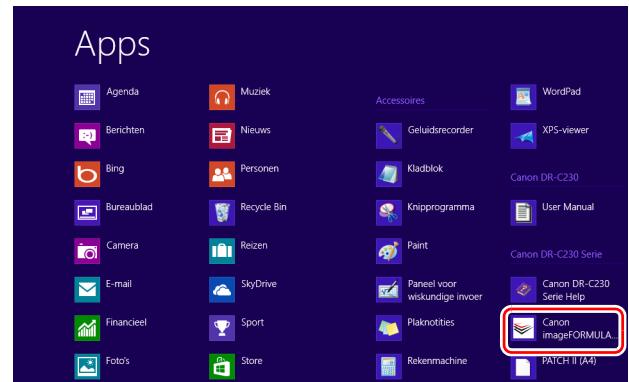 Apps
Agenda
Berichten
Bing
Bureaublad
Camera
E-mail
Financieel
Foto's
Muziek
Nieuws
Personen
Recycle Bin
Reizen
SkyDrive
Sport
Store
Accessoires
Geluidsrecorder
Kladblok
Knipprogramma
Paint
Paneel voor
wiskundige invoer
Plaknotities
Rekenmachine
WordPad
XPS-viewer
Canon DR-C230
User Manual
Canon DR-C230 Serie
Canon DR-C230
Serie Help
Canon
imageFORMULA...
PATCH II (A4)